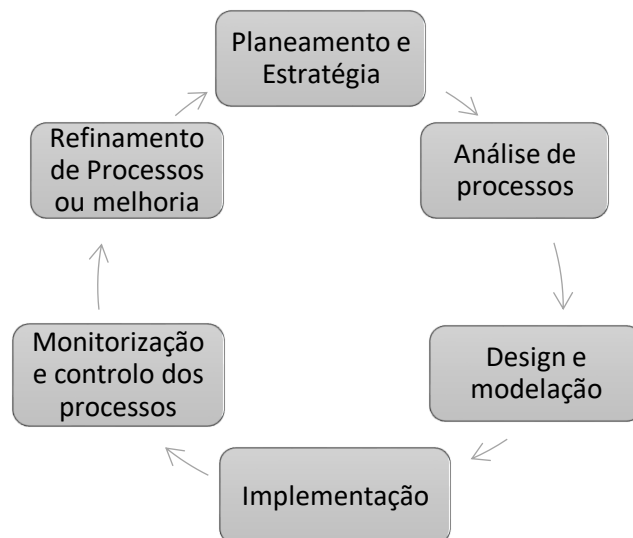 Planeamento e
Estratégia
Análise de
processos
Design e
modelação
Implementação
Monitorização
e controlo dos
processos
Refinamento
de Processos
ou melhoria